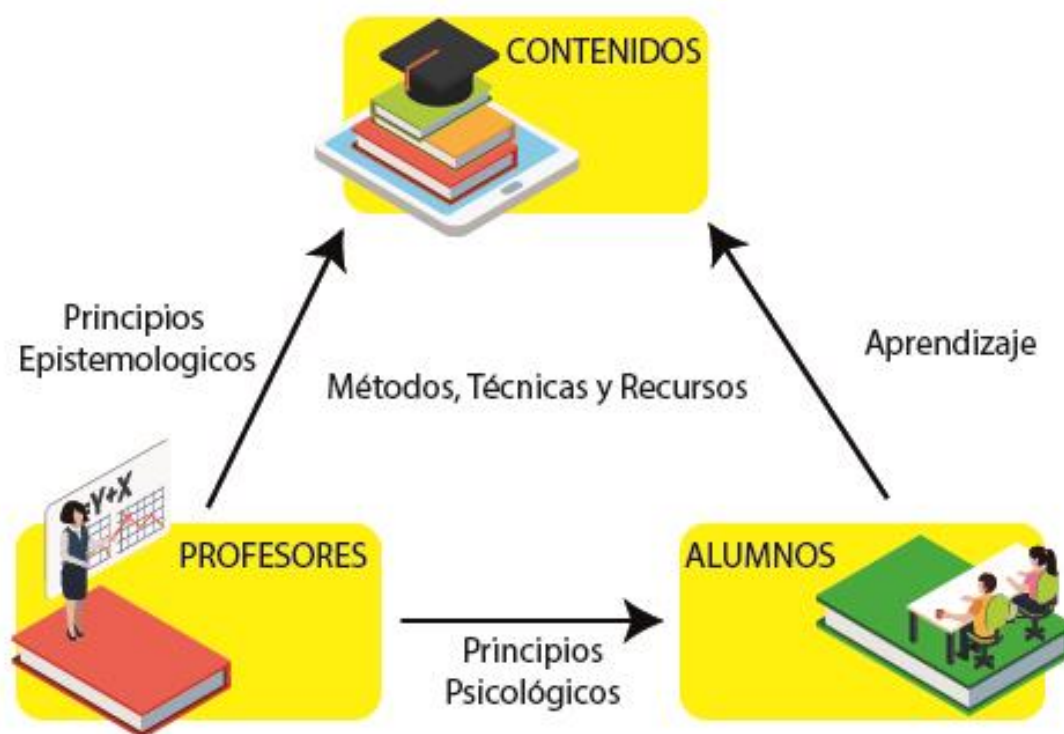 CONTENIDOS
Principios
Epistemologicos
Métodos, Técnicas y Recursos
Aprendizaje
=Y+X
PROFESORES
ALUMNOS
Principios
Psicológicos